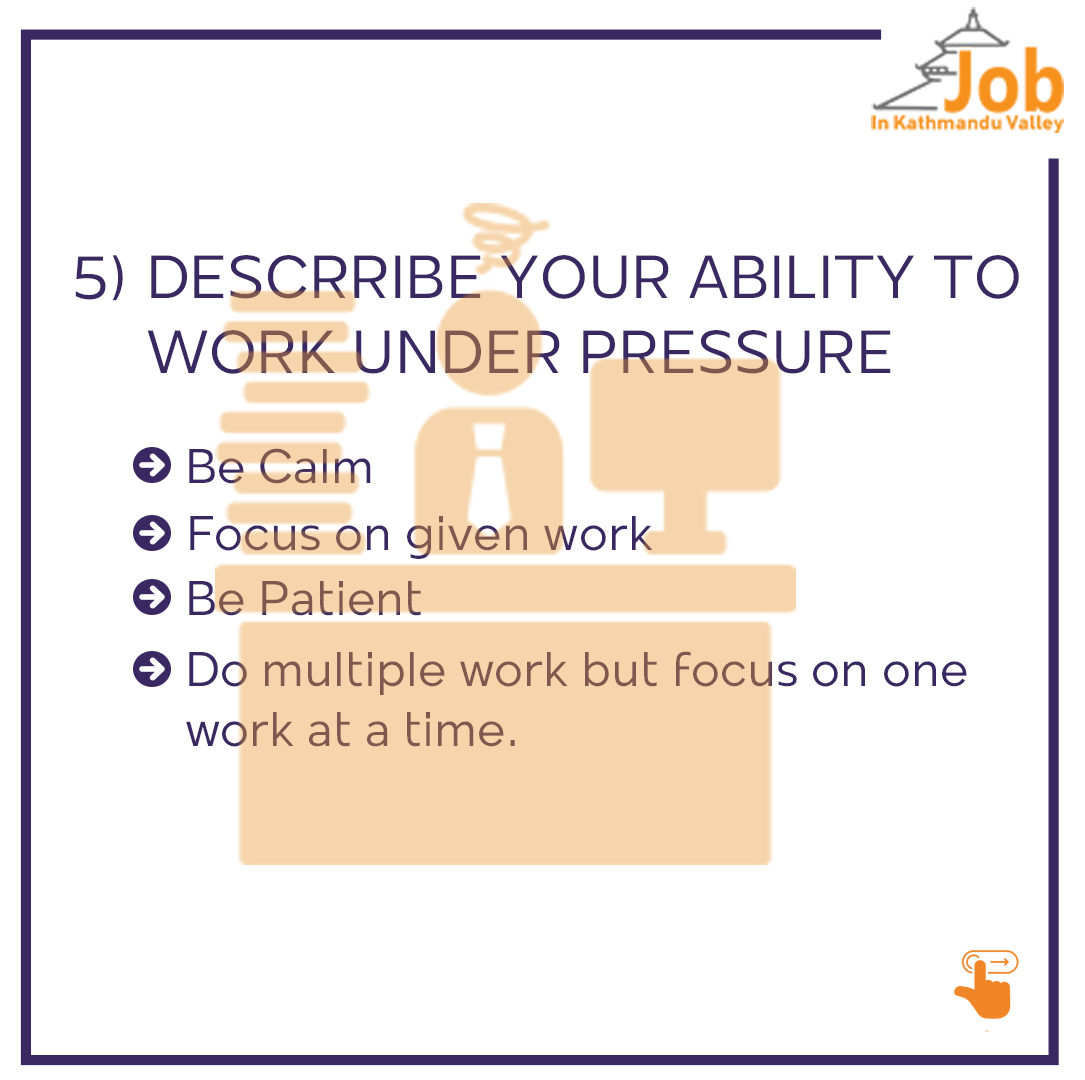 Job
In Kathmandu Valley
5) DESCRRIBE YOUR ABILITY TO
WORK UNDER PRESSURE
Be Calm
Focus on given work
Be Patient
Do multiple work but focus on one
work at a time.